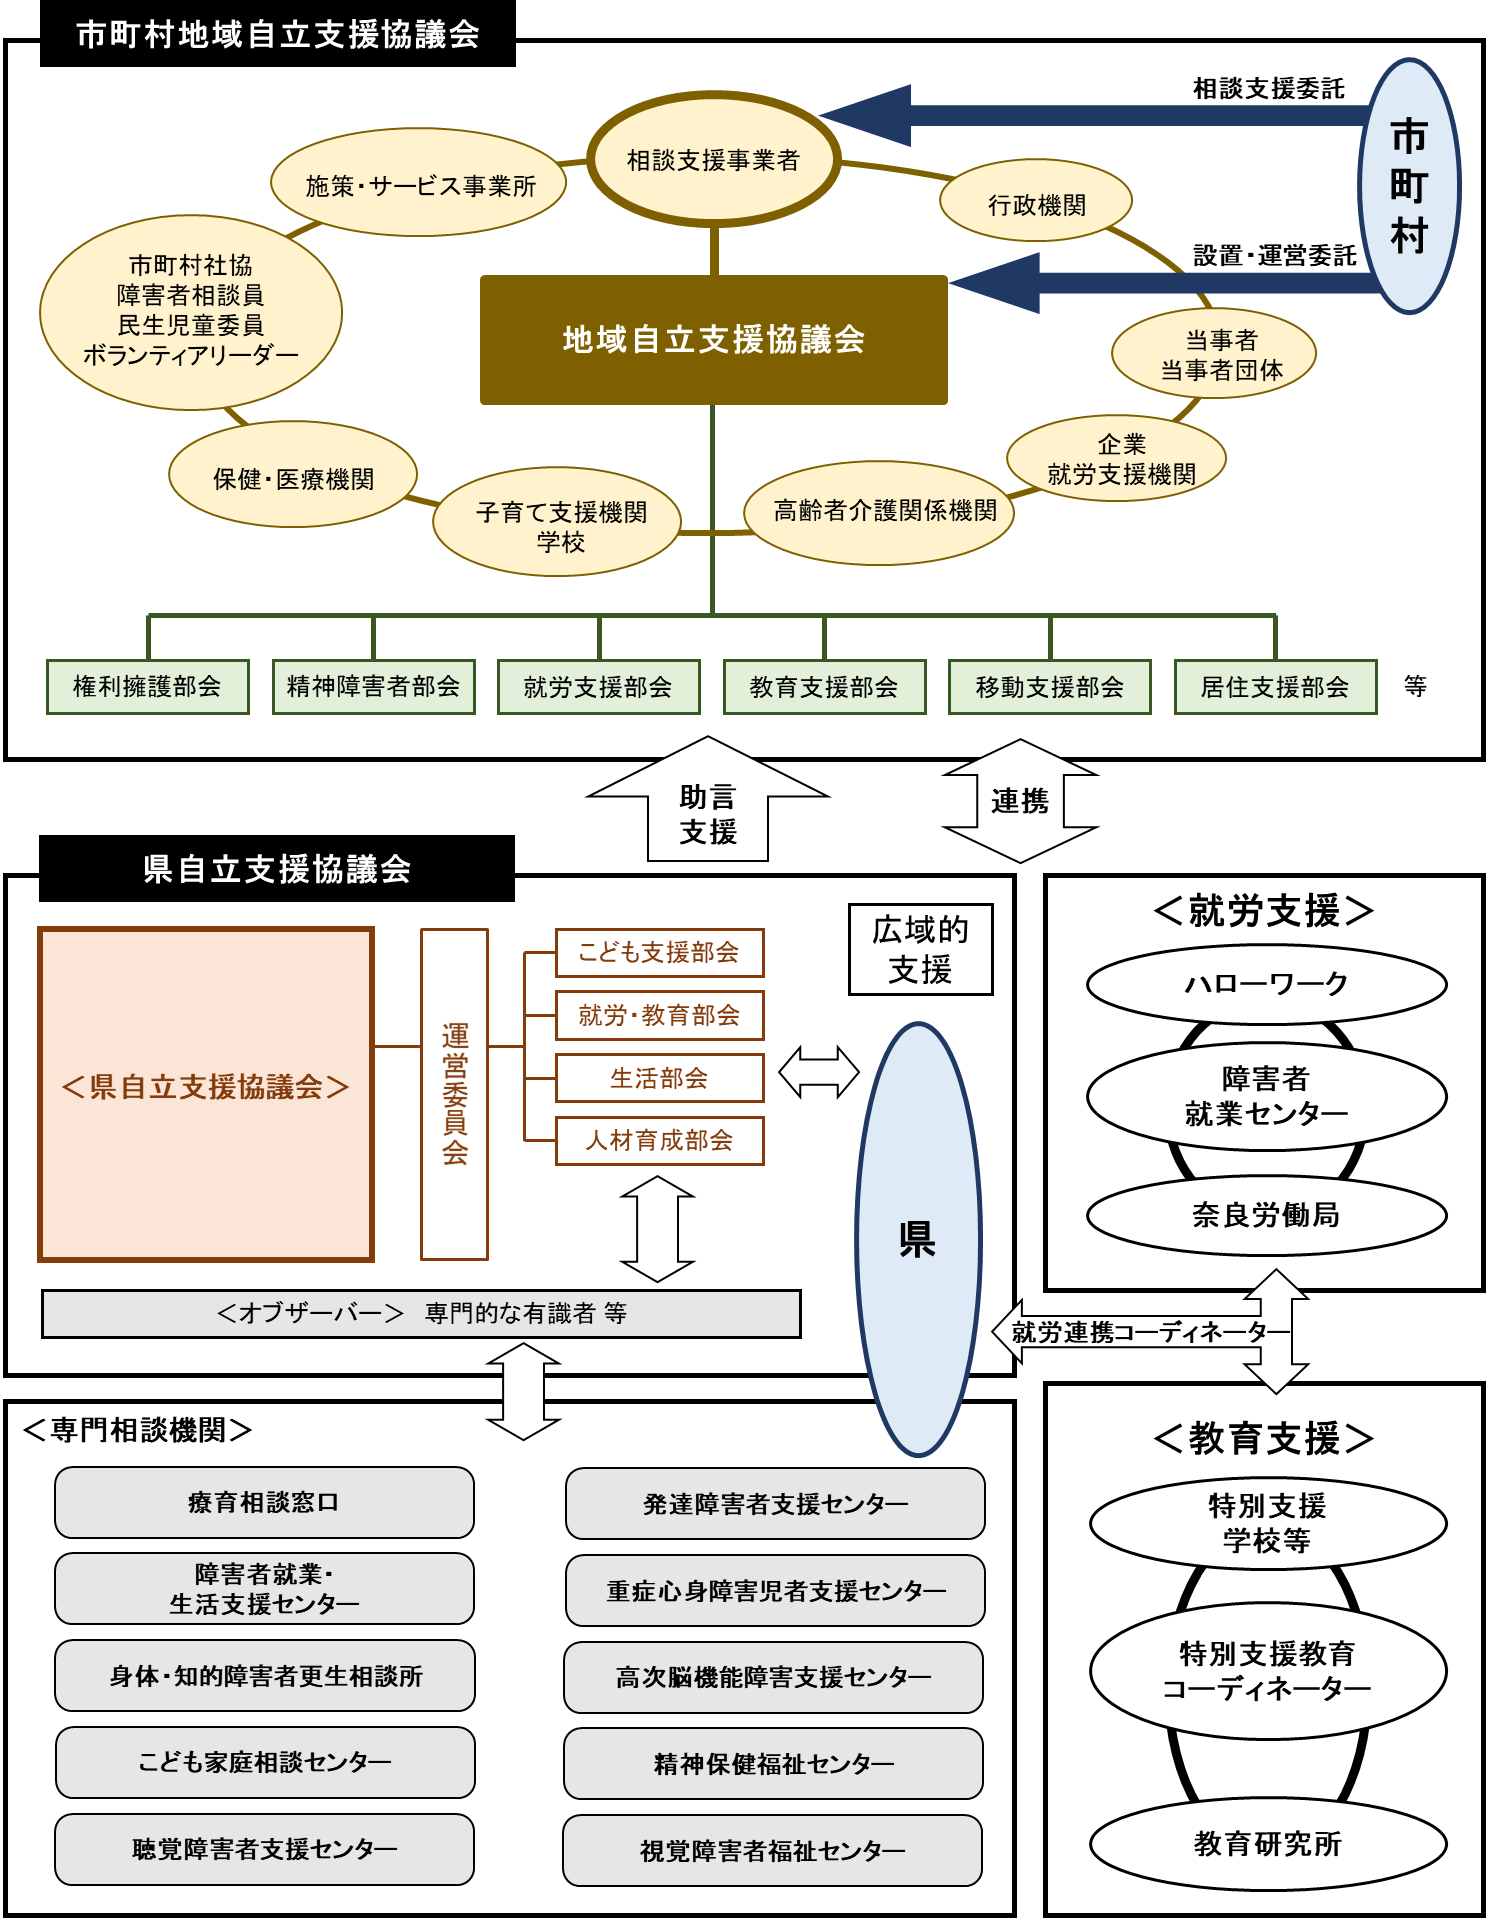 市町村地域自立支援協議会
相談支援委託
市町村
相談支援事業者
施策・サービス事業所
行政機関
設置・運営委託
市町村社協
障害者相談員
民生児童委員
ボランティアリーダー
地域自立支援協議会
当事者
当事者団体
企業
就労支援機関
保健・医療機関
子育て支援機関
学校
高齢者介護関係機関
権利擁護部会
精神障害者部会
就労支援部会
教育支援部会
移動支援部会
居住支援部会
等
助言
支援
連携
県自立支援協議会
＜県自立支援協議会＞
運営委員会
こども支援部会
就労・教育部会
生活部会
人材育成部会
広域的
支援
県
＜オブザーバー＞　専門的な有識者 等
＜就労支援＞
ハローワーク
障害者
就業センター
奈良労働局
就労連携コーディネーター
＜専門相談機関＞
療育相談窓口
障害者就業・
生活支援センター
身体・知的障害者更生相談所
こども家庭相談センター
聴覚障害者支援センター
発達障害者支援センター
重症心身障害児者支援センター
高次脳機能障害支援センター
精神保健福祉センター
視覚障害者福祉センター
＜教育支援＞
特別支援
学校等
特別支援教育
コーディネーター
教育研究所